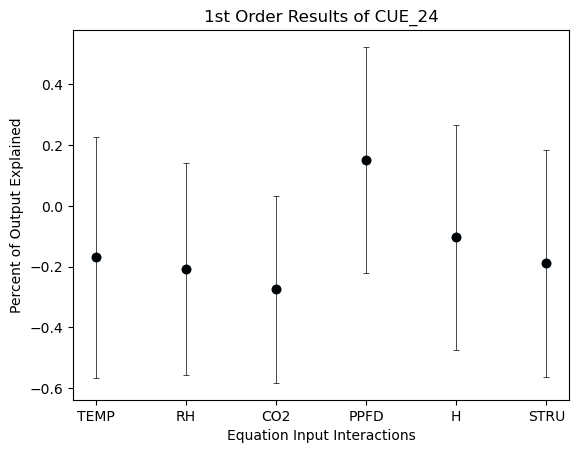 1st Order Results of CUE_24
Percent of Output Explained
0.4
0.2
0.0
−0.2
−0.4
−0.6
TEMP RH CO2 PPFD H STRU
Equation Input Interactions